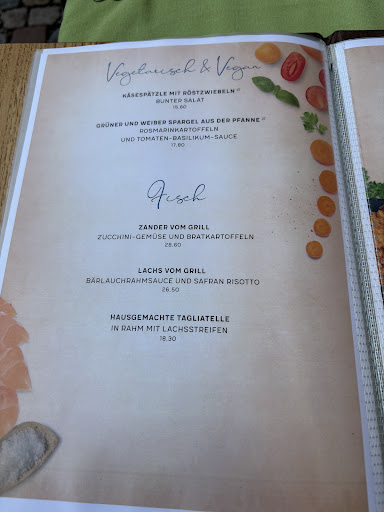 Vegetarisch & Vegan
KÄSESPÄTZLE MIT RÖSTZWIEBELN
BUNTER SALAT
GRÜNER UND WEIßER SPARGEL AUS DER PFANNE
ROSMARINKARTOFFELN
UND TOMATEN-BASILIKUM-SAUCE
17.80
Fisch
ZANDER VOM GRILL
ZUCCHINI-GEMÜSE UND BRATKARTOFFELN
28.60
LACHS VOM GRILL
BÄRLAUCHRAHMSAUCE UND SAFRAN RISOTTO
26.50
HAUSGEMACHTE TAGLIATELLE
IN RAHM MIT LACHSSTREIFEN
18.30